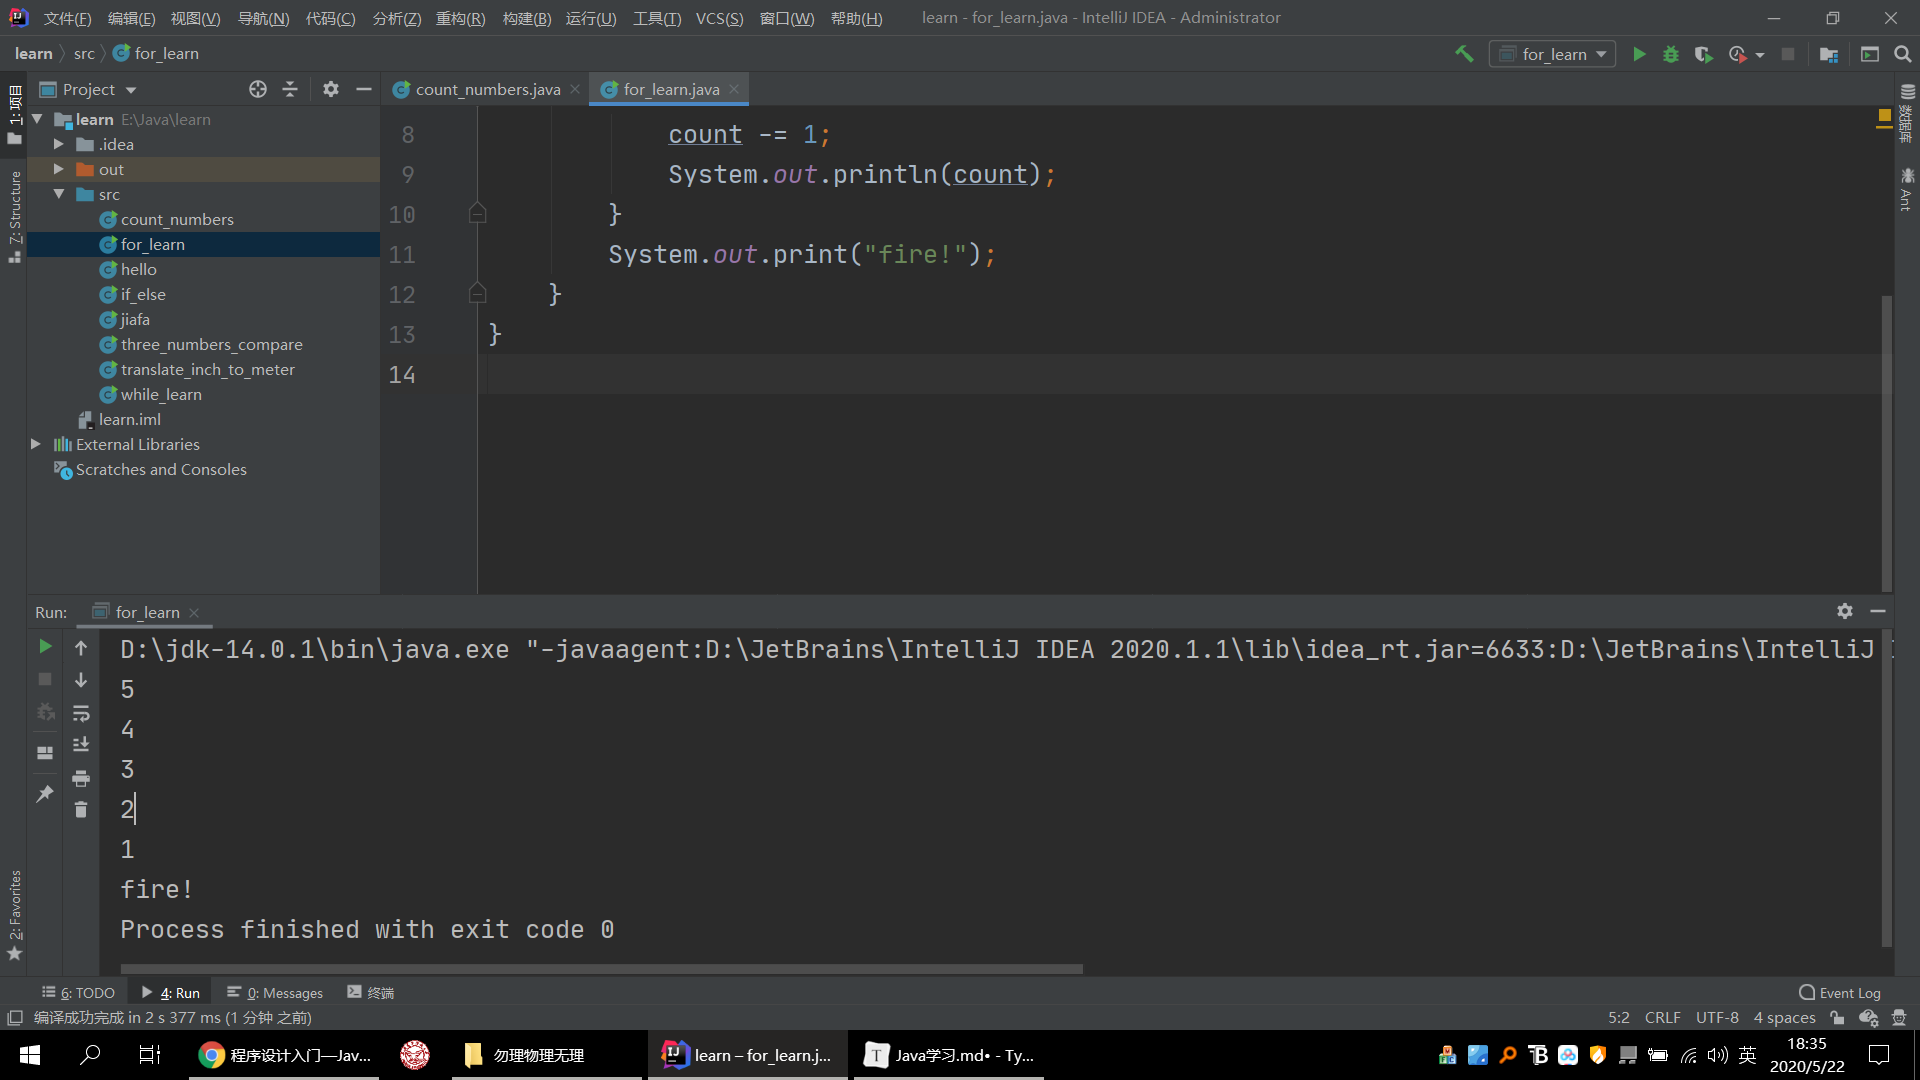 文件(F) 编辑(E) 视图(V) 导航(N) 代码(C) 分析(Z) 重构(R) 构建(B) 运行(U) 工具(T) VCS(S) 窗口(W) 帮助(H) learn - for_learn.java - IntelliJ IDEA - Administrator
learn src for_learn for_learn
1: 项目
Project
count_numbers.java for_learn.java
learn E:\Java\learn
.idea
out
src
count_numbers
for_learn
hello
if_else
jiafa
three_numbers_compare
translate_inch_to_meter
while_learn
learn.iml
External Libraries
Scratches and Consoles
7: Structure
2: Favorites
8 count -= 1;
9 System.out.println(count);
10 }
11 System.out.print("fire!");
12 }
13 }
14
数据库
Ant
Run: for_learn
D:\jdk-14.0.1\bin\java.exe "-javaagent:D:\JetBrains\IntelliJ IDEA 2020.1.1\lib\idea_rt.jar=6633:D:\JetBrains\IntelliJ
5
4
3
2
1
fire!
Process finished with exit code 0
6: TODO 4: Run 0: Messages 终端 Event Log
编译成功完成 in 2 s 377 ms (1 分钟 之前) 5:2 CRLF UTF-8 4 spaces
程序设计入门—Jav... 勿理物理无理 learn – for_learn.j... Java学习.md• - Ty... 英 18:35
2020/5/22